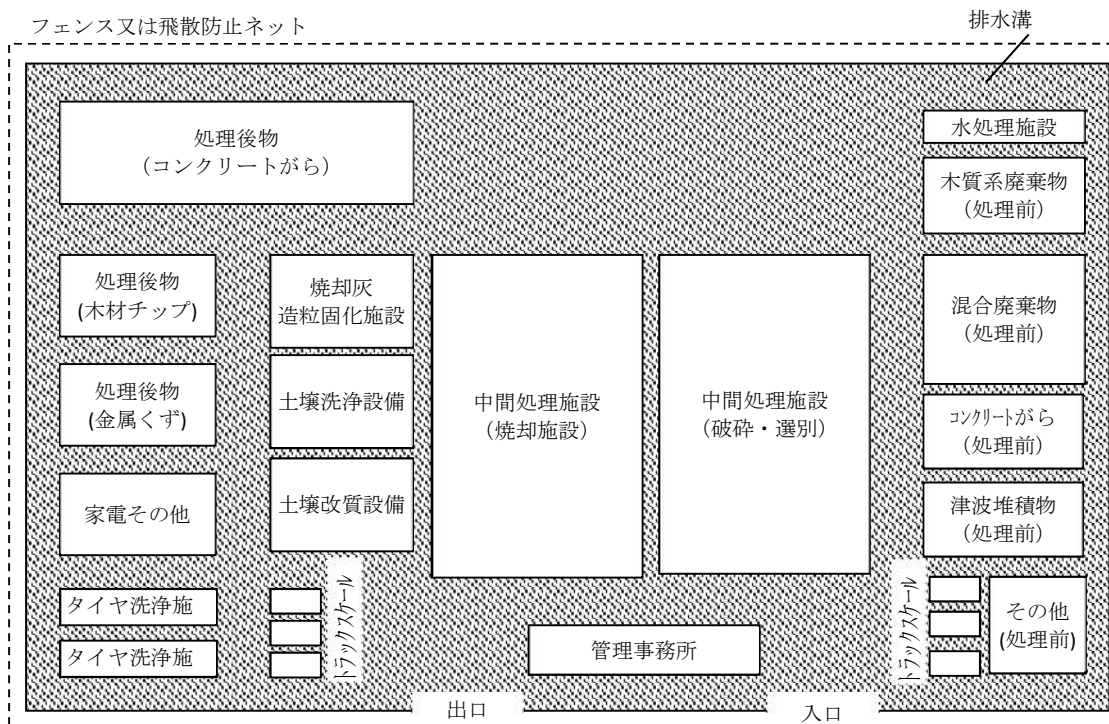 フェンス又は飛散防止ネット
排水溝
処理後物
（コンクリートがら）
水処理施設
木質系廃棄物
（処理前）
処理後物
(木材チップ)
焼却灰
造粒固化施設
中間処理施設
（焼却施設）
中間処理施設
（破砕・選別）
混合廃棄物
（処理前）
処理後物
(金属くず)
土壌洗浄設備
ｺﾝｸﾘｰﾄがら
（処理前）
家電その他
土壌改質設備
津波堆積物
（処理前）
タイヤ洗浄施
タイヤ洗浄施
トラックスケール
管理事務所
トラックスケール
その他
(処理前)
出口
入口